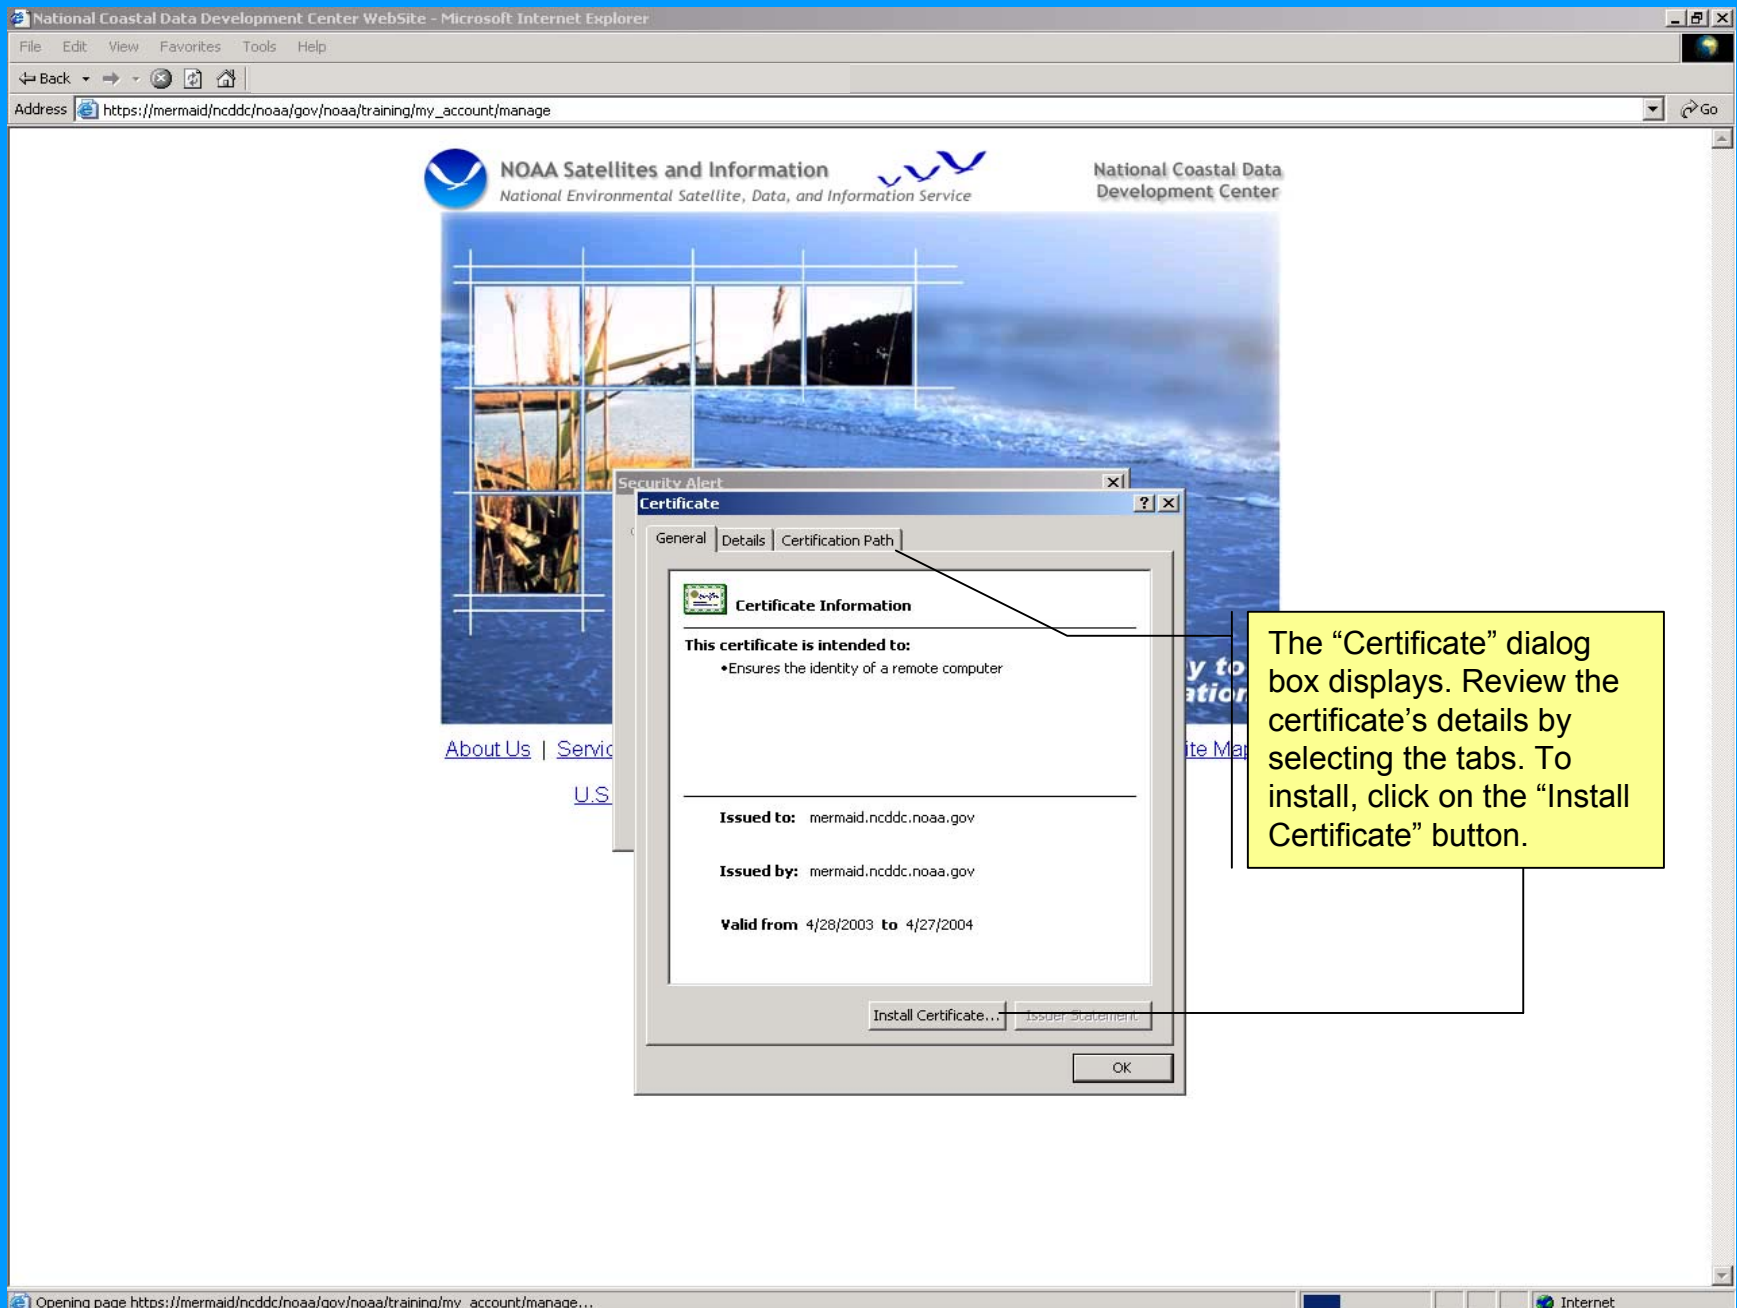 National Coastal Data Development Center WebSite - Microsoft Internet Explorer
File Edit View Favorites Tools Help
Back
Address https://mermaid/ncddc/noaa/gov/noaa/training/my_account/manage Go
NOAA Satellites and Information
National Environmental Satellite, Data, and Information Service
National Coastal Data
Development Center
Security Alert
Certificate
General Details Certification Path
Certificate Information
This certificate is intended to:
•Ensures the identity of a remote computer
y to
ation
The “Certificate” dialog
box displays. Review the
certificate’s details by
selecting the tabs. To
install, click on the “Install
Certificate” button.
About Us | Servic
ite Ma
U.S
Issued to: mermaid.ncddc.noaa.gov
Issued by: mermaid.ncddc.noaa.gov
Valid from 4/28/2003 to 4/27/2004
Install Certificate... Issuer Statement
OK
Opening page https://mermaid/ncddc/noaa/gov/noaa/training/my_account/manage...
Internet